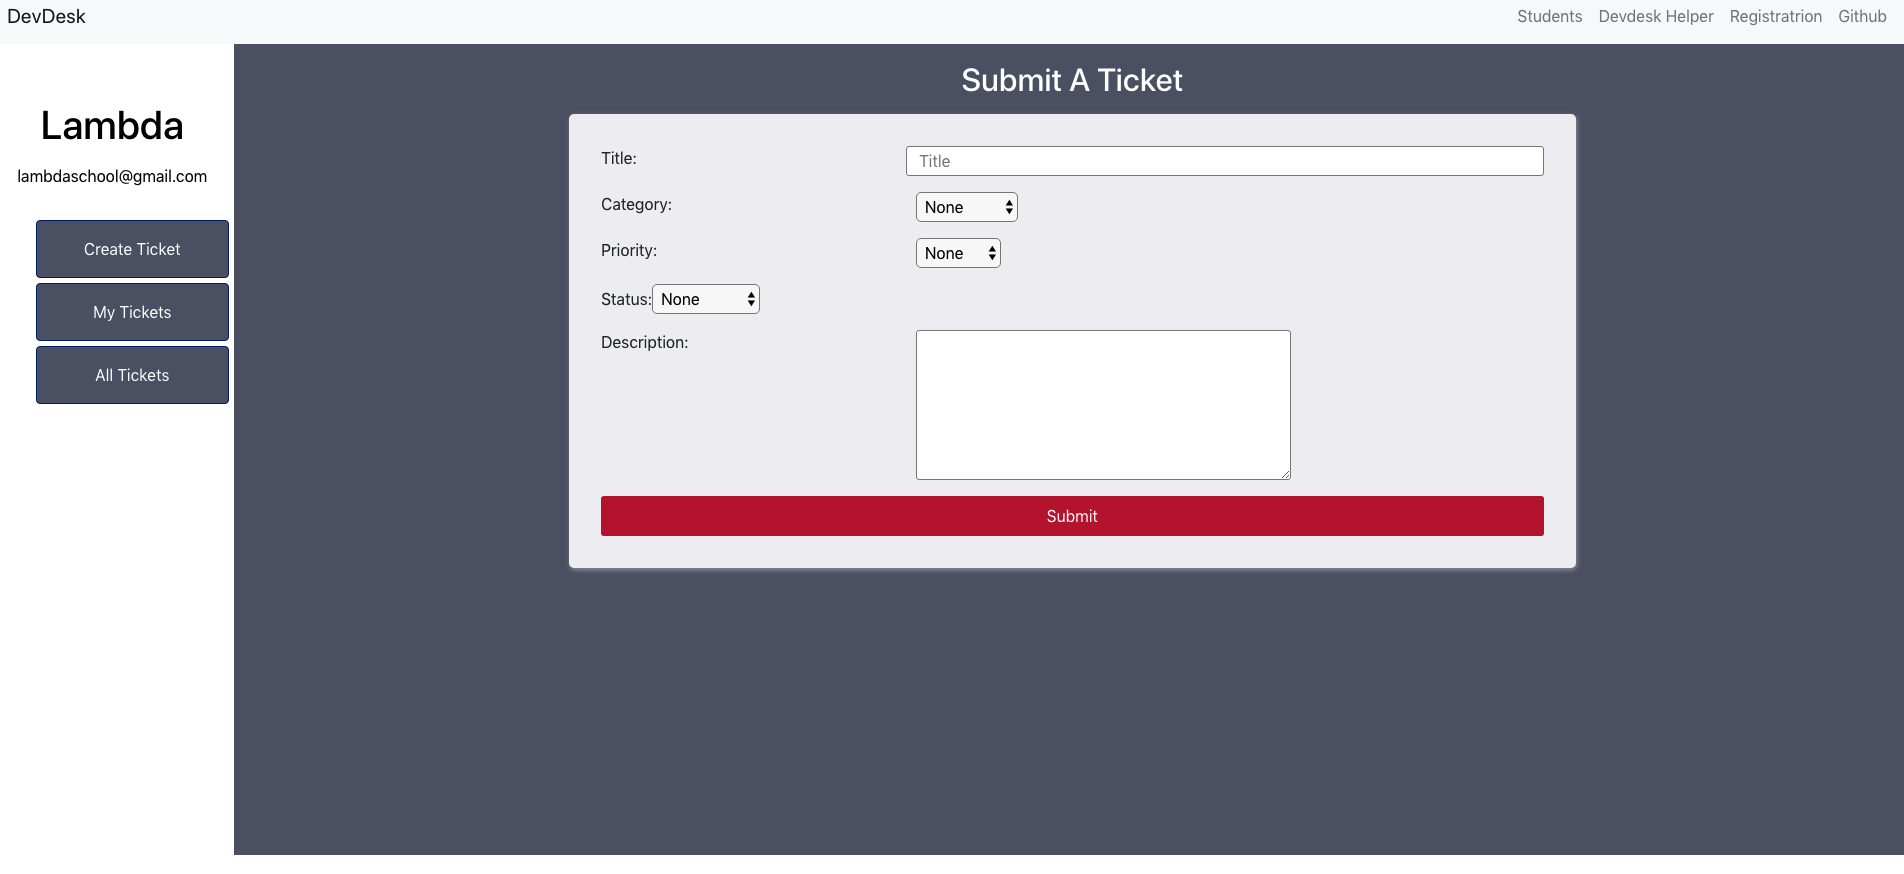 DevDesk
Students Devdesk Helper Registratrion Github
Lambda
lambdaschool@gmail.com
Create Ticket
My Tickets
All Tickets
Submit A Ticket
Title: Title
Category: None
Priority: None
Status: None
Description:
Submit